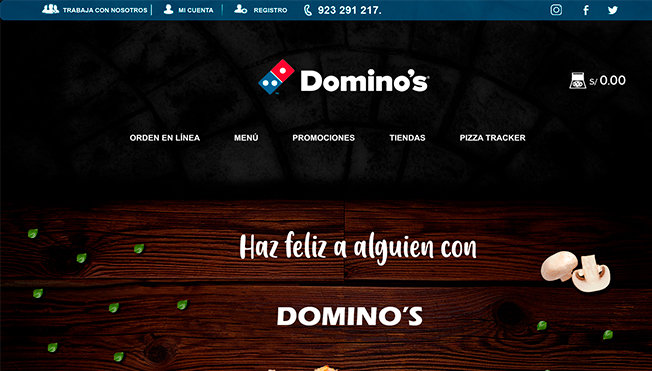 TRABAJA CON NOSOTROS MI CUENTA REGISTRO 923 291 217.
Domino's
S/ 0.00
ORDEN EN LÍNEA MENÚ PROMOCIONES TIENDAS PIZZA TRACKER
Haz feliz a alguien con
DOMINO'S